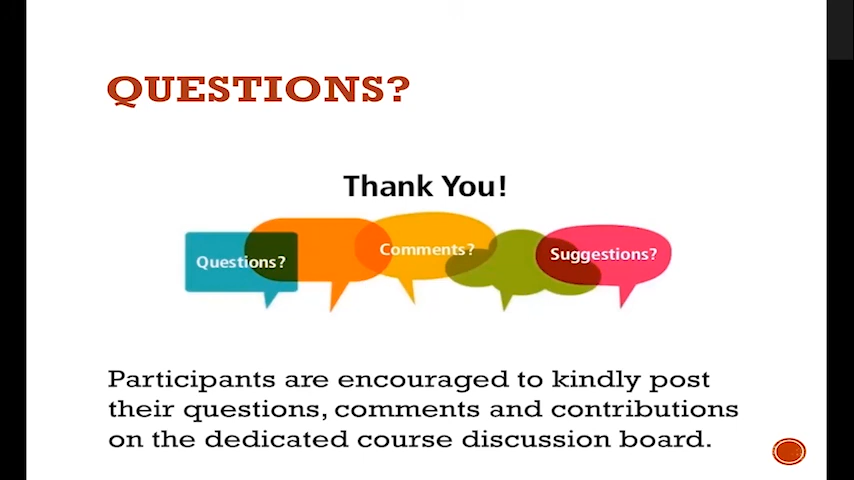 QUESTIONS?
Thank You!
Questions?
Comments?
Suggestions?
Participants are encouraged to kindly post
their questions, comments and contributions
on the dedicated course discussion board.